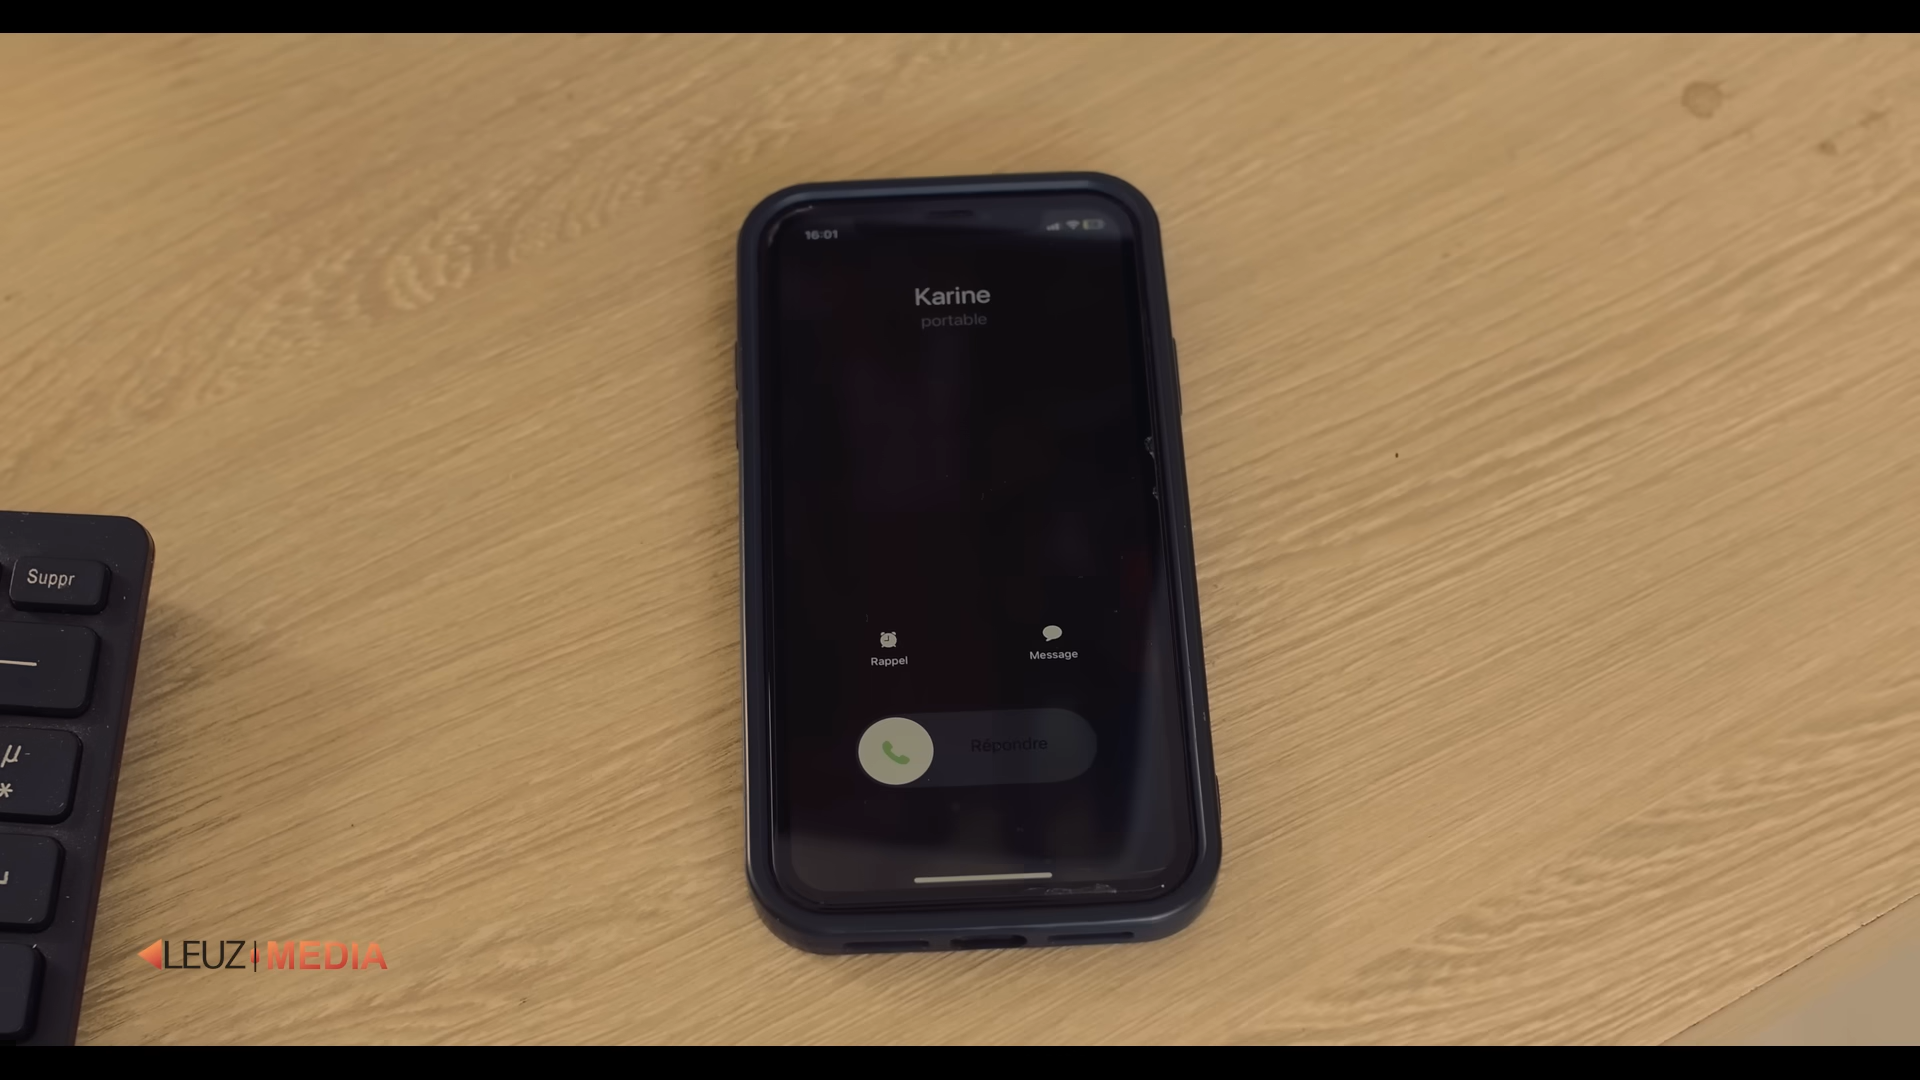 16:01
Karine
portable
Rappel
Message
Répondre
Suppr
µ
*
LEUZ MEDIA